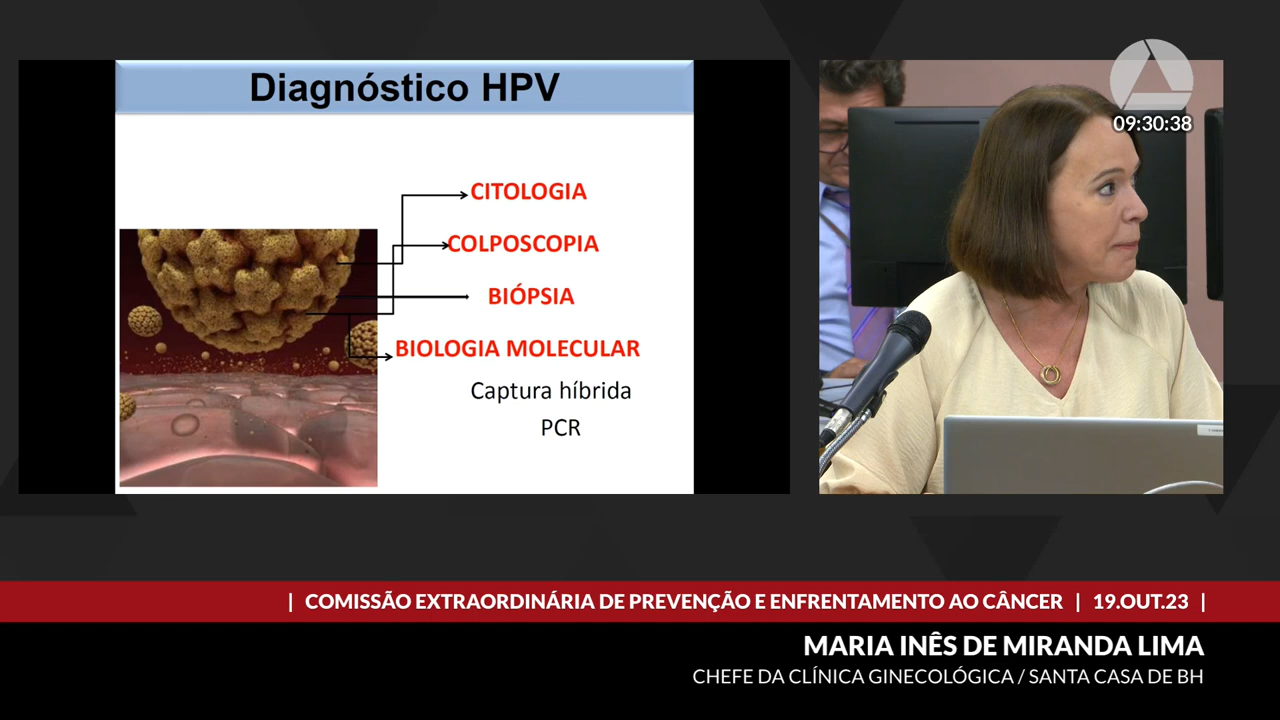 Diagnóstico HPV
CITOLOGIA
COLPOSCOPIA
BIÓPSIA
BIOLOGIA MOLECULAR
Captura híbrida
PCR
09:30:38
| COMISSÃO EXTRAORDINÁRIA DE PREVENÇÃO E ENFRENTAMENTO AO CÂNCER | 19.OUT.23 |
MARIA INÊS DE MIRANDA LIMA
CHEFE DA CLÍNICA GINECOLÓGICA / SANTA CASA DE BH